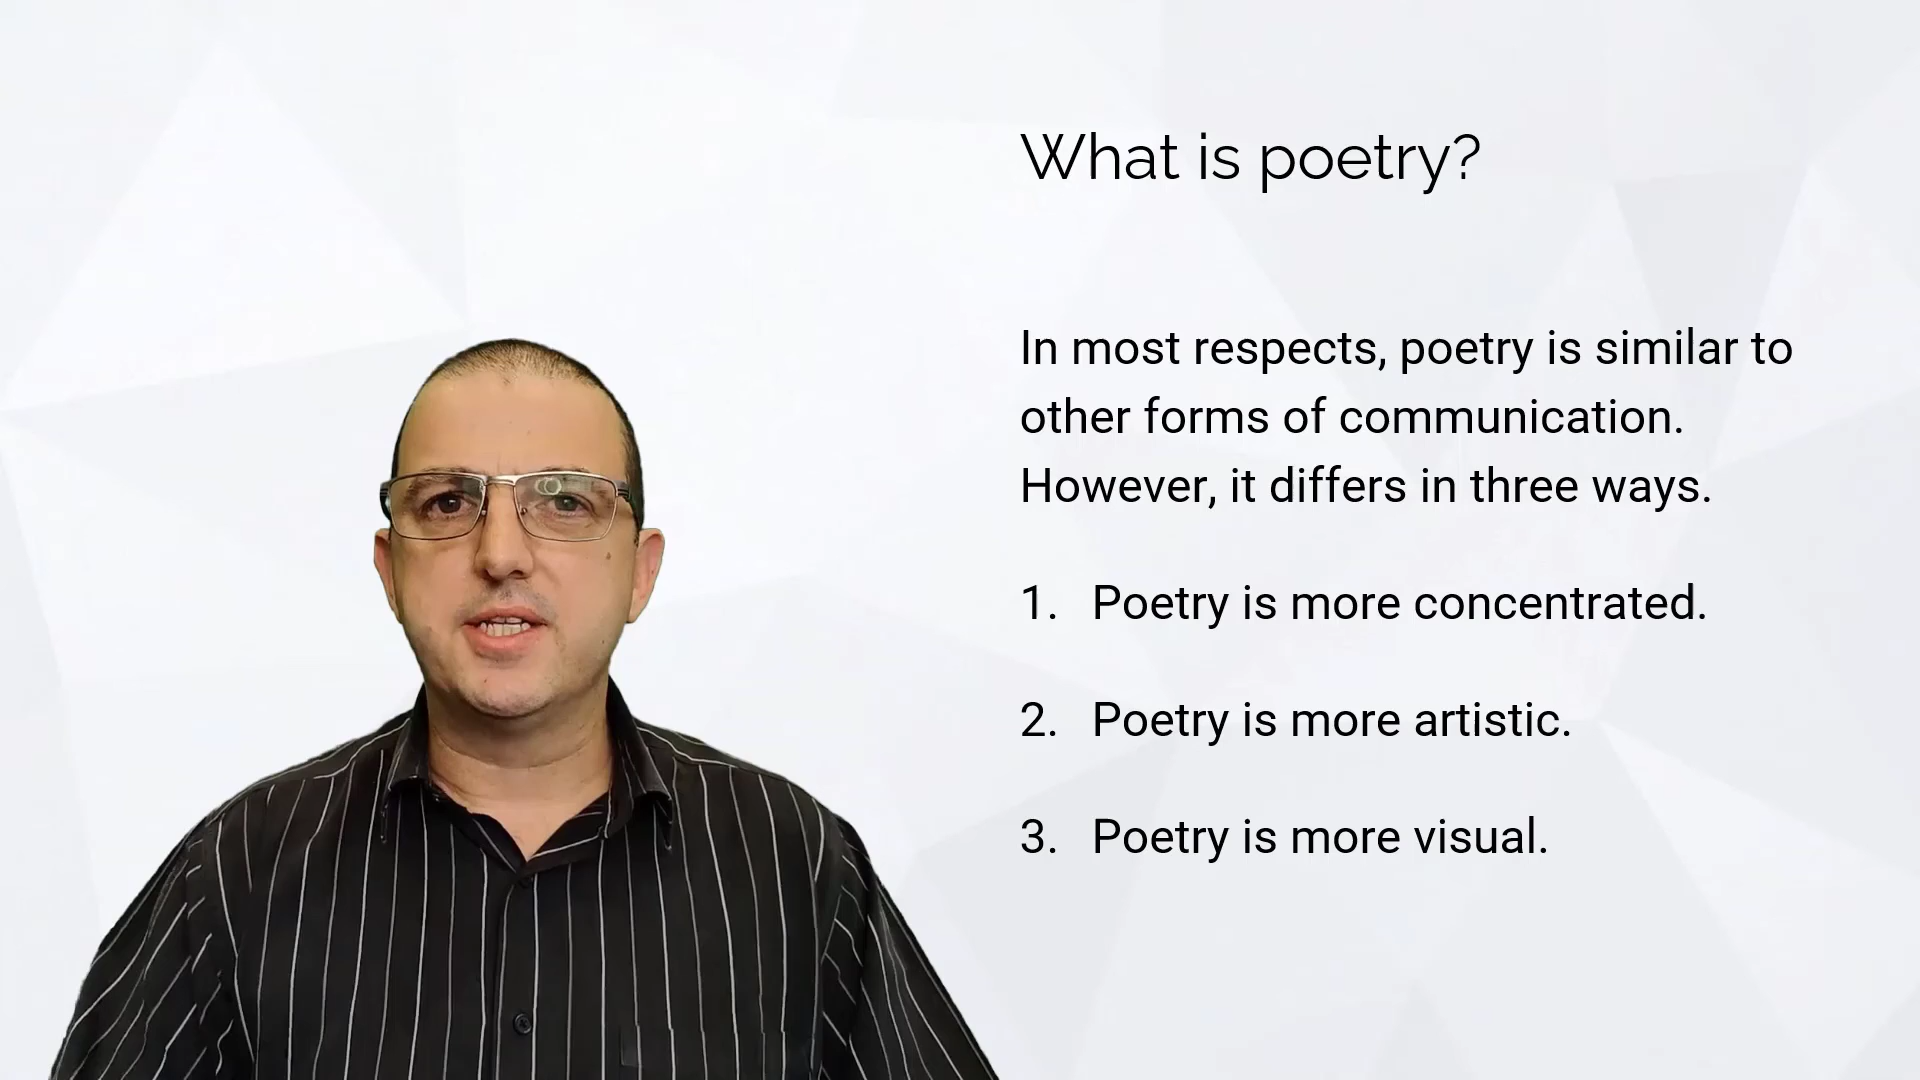 What is poetry?
In most respects, poetry is similar to
other forms of communication.
However, it differs in three ways.
1. Poetry is more concentrated.
2. Poetry is more artistic.
3. Poetry is more visual.